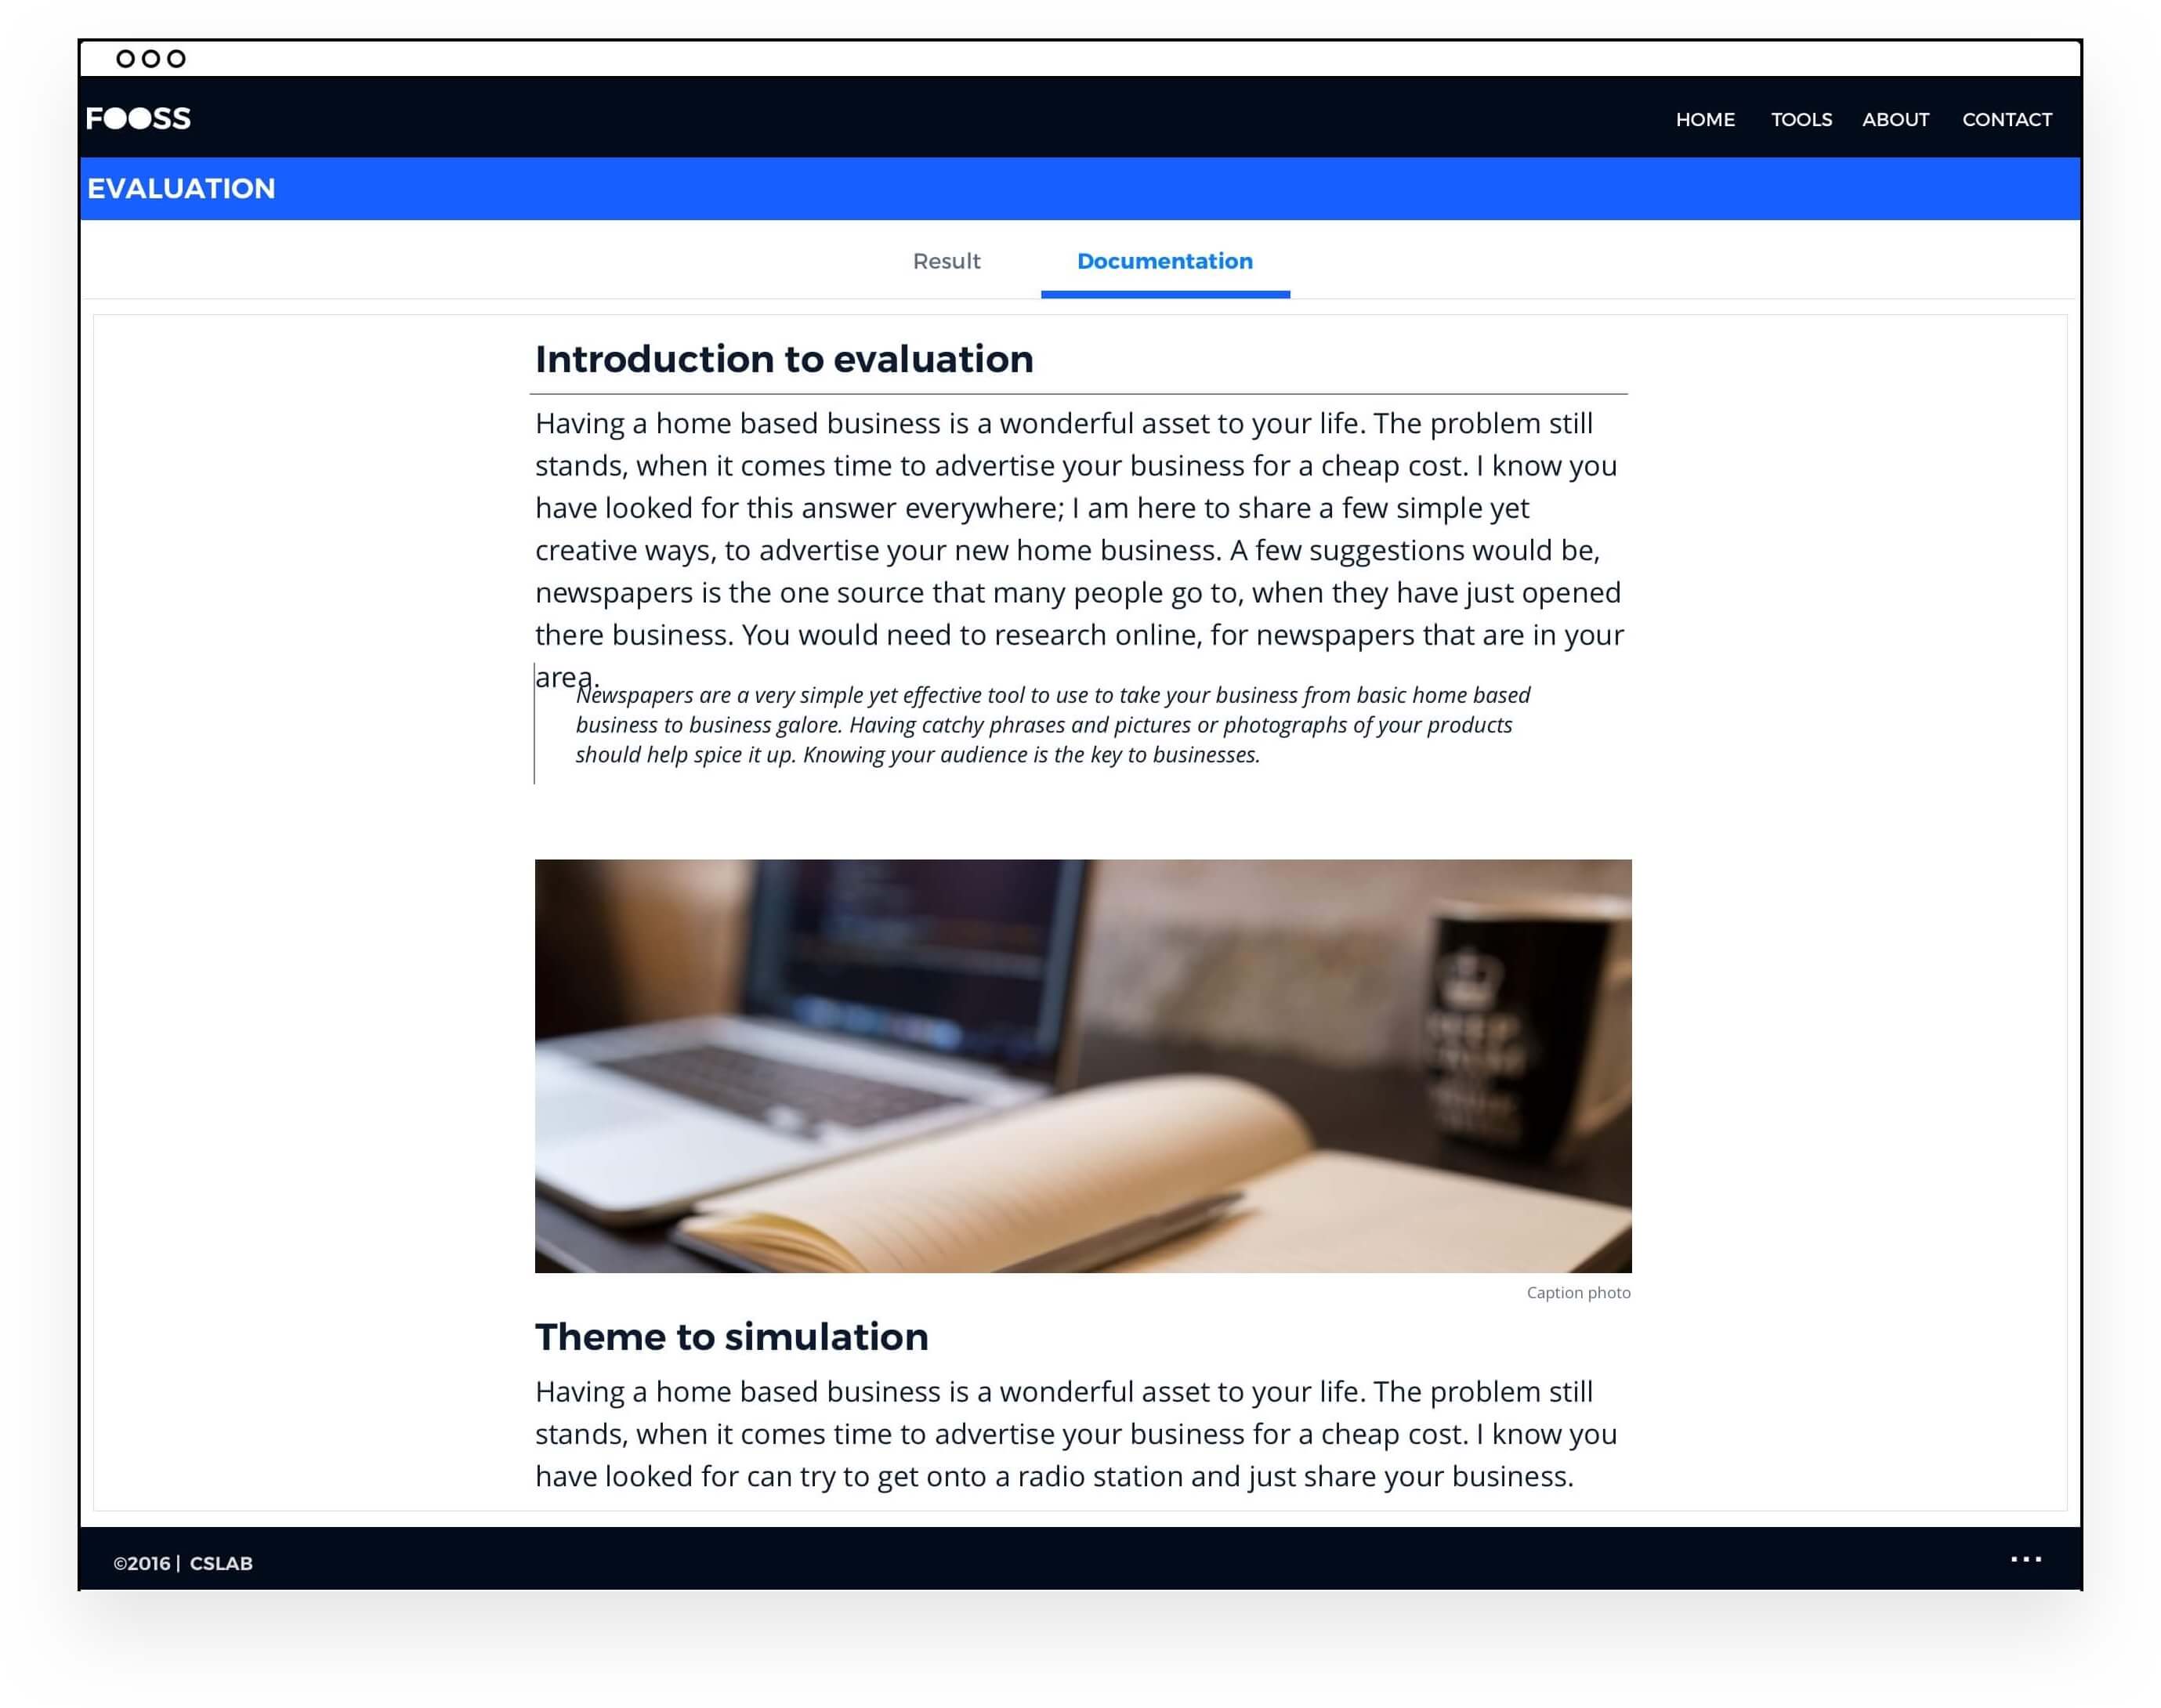 FOOSS
HOME TOOLS ABOUT CONTACT
EVALUATION
Result Documentation
Introduction to evaluation
Having a home based business is a wonderful asset to your life. The problem still
stands, when it comes time to advertise your business for a cheap cost. I know you
have looked for this answer everywhere; I am here to share a few simple yet
creative ways, to advertise your new home business. A few suggestions would be,
newspapers is the one source that many people go to, when they have just opened
there business. You would need to research online, for newspapers that are in your
area.
Newspapers are a very simple yet effective tool to use to take your business from basic home based
business to business galore. Having catchy phrases and pictures or photographs of your products
should help spice it up. Knowing your audience is the key to businesses.
Caption photo
Theme to simulation
Having a home based business is a wonderful asset to your life. The problem still
stands, when it comes time to advertise your business for a cheap cost. I know you
have looked for can try to get onto a radio station and just share your business.
©2016 | CSLAB
...